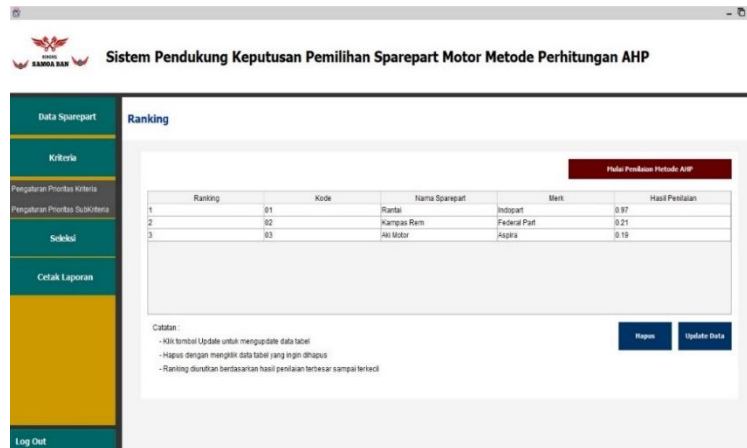 BENGKEL
SAMOA BAN
Sistem Pendukung Keputusan Pemilihan Sparepart Motor Metode Perhitungan AHP
Data Sparepart
Kriteria
Pengaturan Prioritas Kriteria
Pengaturan Prioritas SubKriteria
Seleksi
Cetak Laporan
Log Out
Ranking
Mulai Penilaian Metode AHP
Ranking Kode Nama Sparepart Merk Hasil Penilaian
1 01 Rantai Indopart 0.97
2 02 Kampas Rem Federal Part 0.21
3 03 Aki Motor Aspira 0.19
Catatan :
- Klik tombol Update untuk mengupdate data tabel
- Hapus dengan mengklik data tabel yang ingin dihapus
- Ranking diurutkan berdasarkan hasil penilaian terbesar sampai terkecil
Hapus
Update Data